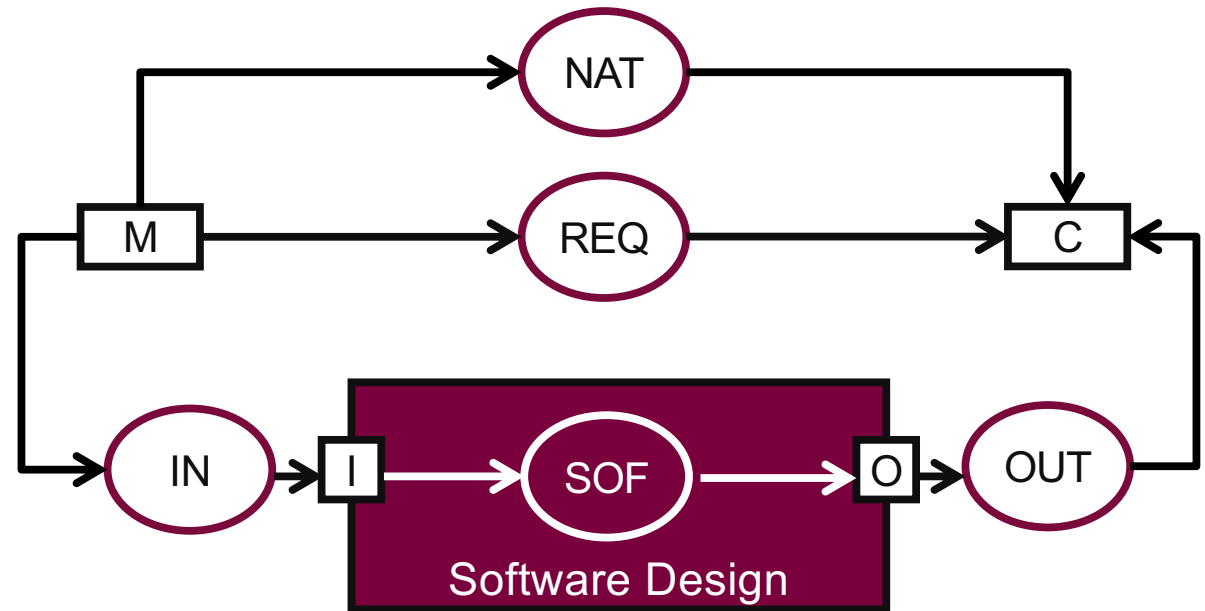 NAT
M
REQ
C
IN
I
SOF
O
OUT
Software Design